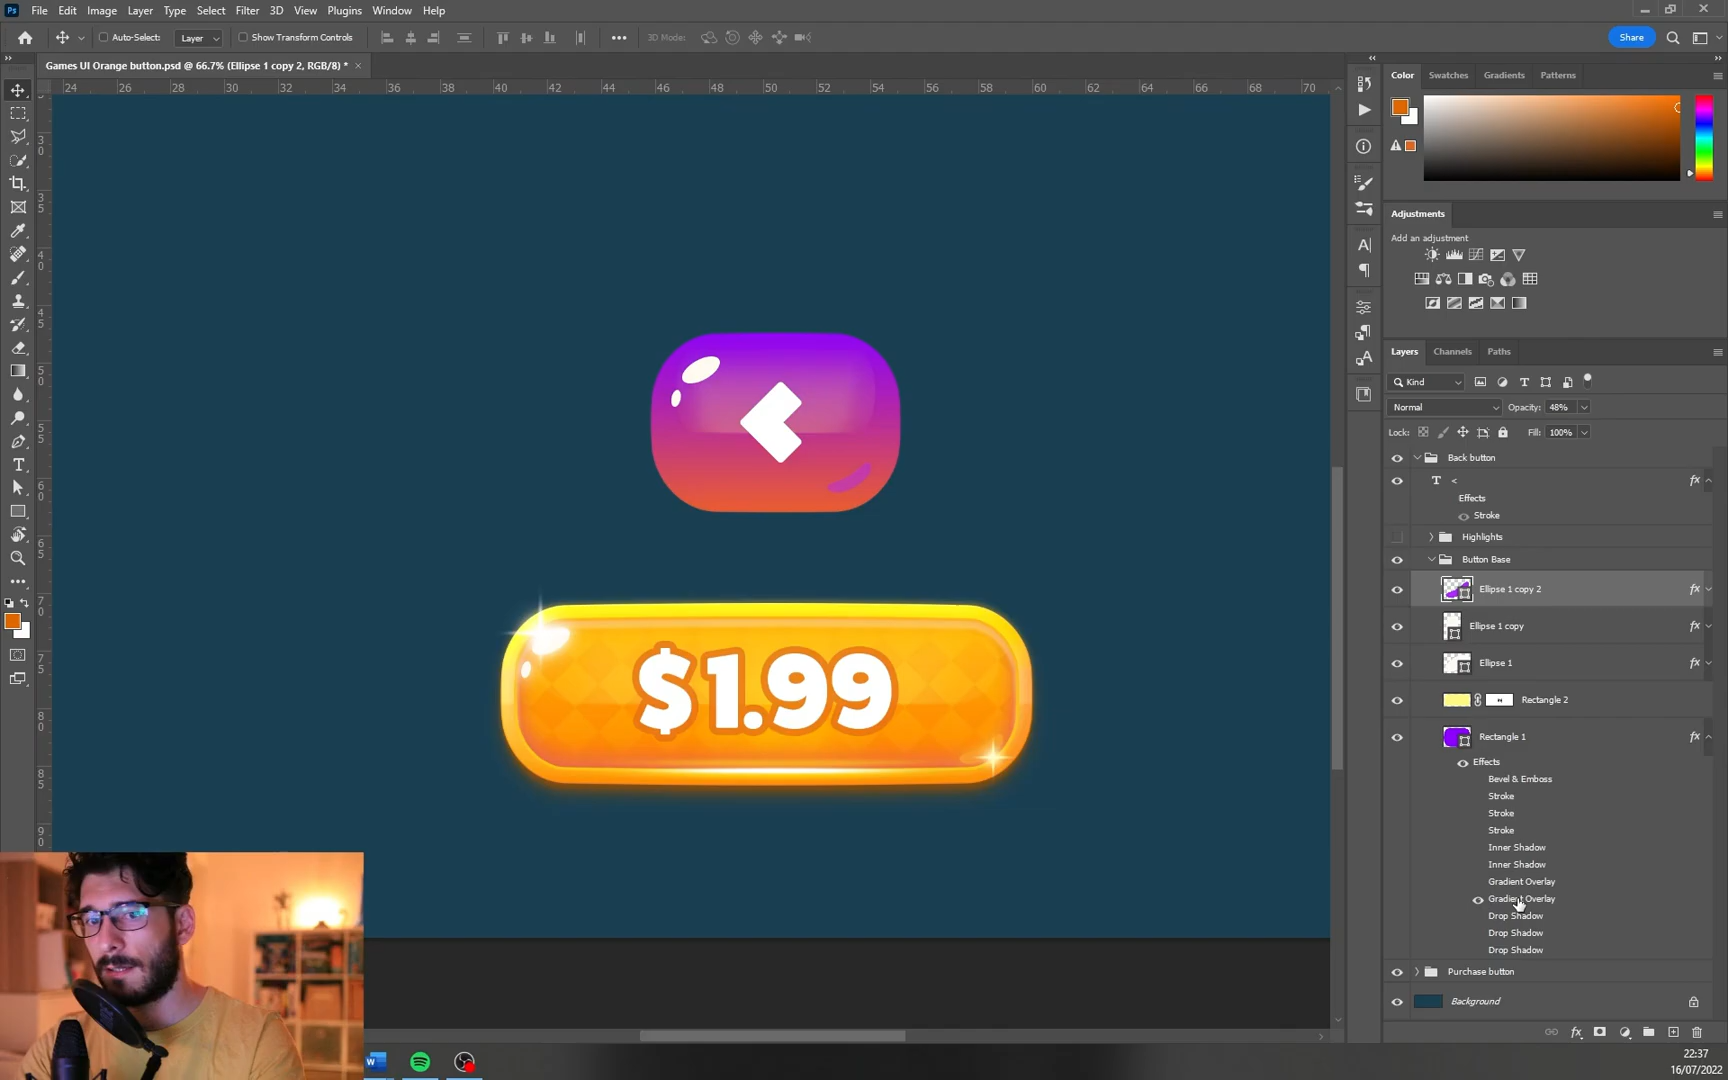 Ps File Edit Image Layer Type Select Filter 3D View Plugins Window Help
Auto-Select: Layer Show Transform Controls 3D Mode: Share
Games UI Orange button.psd @ 66.7% (Ellipse 1 copy 2, RGB/8) *
24 26 28 30 32 34 36 38 40 42 44 46 48 50 52 54 56 58 60 62 64 66 68 70
Color Swatches Gradients Patterns
Adjustments
Add an adjustment
Layers Channels Paths
Kind
Normal Opacity: 48%
Lock: Fill: 100%
Back button
T < fx
Effects
Stroke
Highlights
Button Base
Ellipse 1 copy 2 fx
Ellipse 1 copy fx
Ellipse 1 fx
Rectangle 2
Rectangle 1 fx
Effects
Bevel & Emboss
Stroke
Stroke
Stroke
Inner Shadow
Inner Shadow
Gradient Overlay
Gradient Overlay
Drop Shadow
Drop Shadow
Drop Shadow
Purchase button
Background
$1.99
22:37
16/07/2022